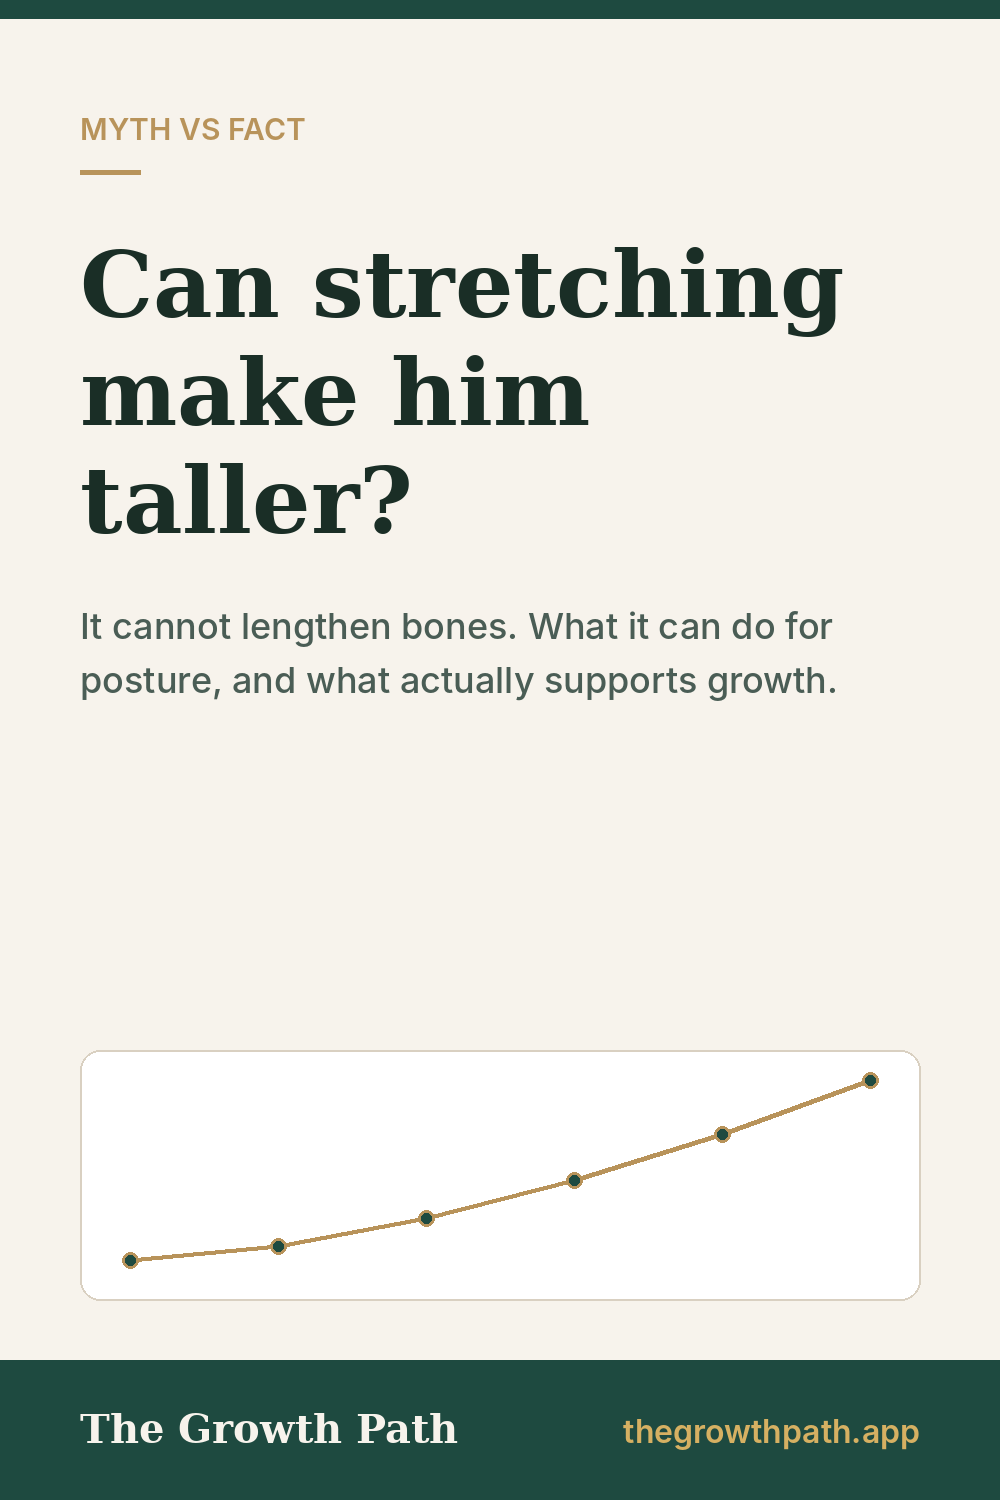 MYTH VS FACT
Can stretching
make him
taller?
It cannot lengthen bones. What it can do for
posture, and what actually supports growth.
The Growth Path
thegrowthpath.app